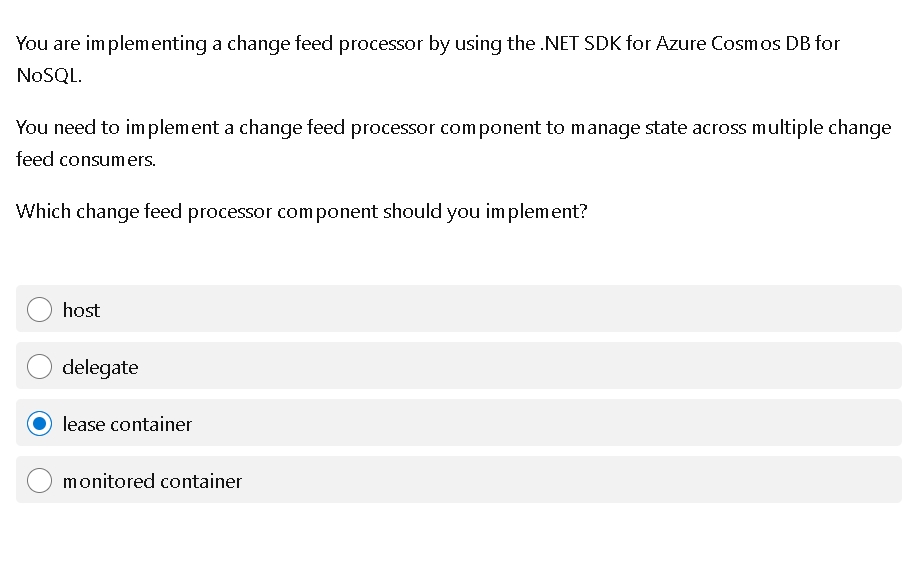 You are implementing a change feed processor by using the .NET SDK for Azure Cosmos DB for
NoSQL.
You need to implement a change feed processor component to manage state across multiple change
feed consumers.
Which change feed processor component should you implement?
host
delegate
lease container
monitored container